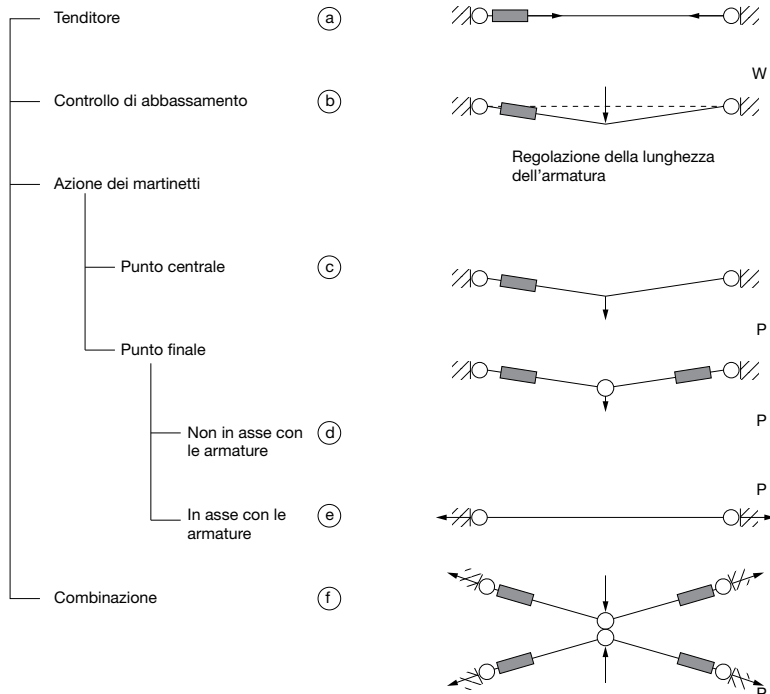 Tenditore
a
W
Controllo di abbassamento
b
Regolazione della lunghezza
dell'armatura
Azione dei martinetti
Punto centrale
c
P
Punto finale
P
Non in asse con
le armature
d
P
In asse con le
armature
e
Combinazione
f
P